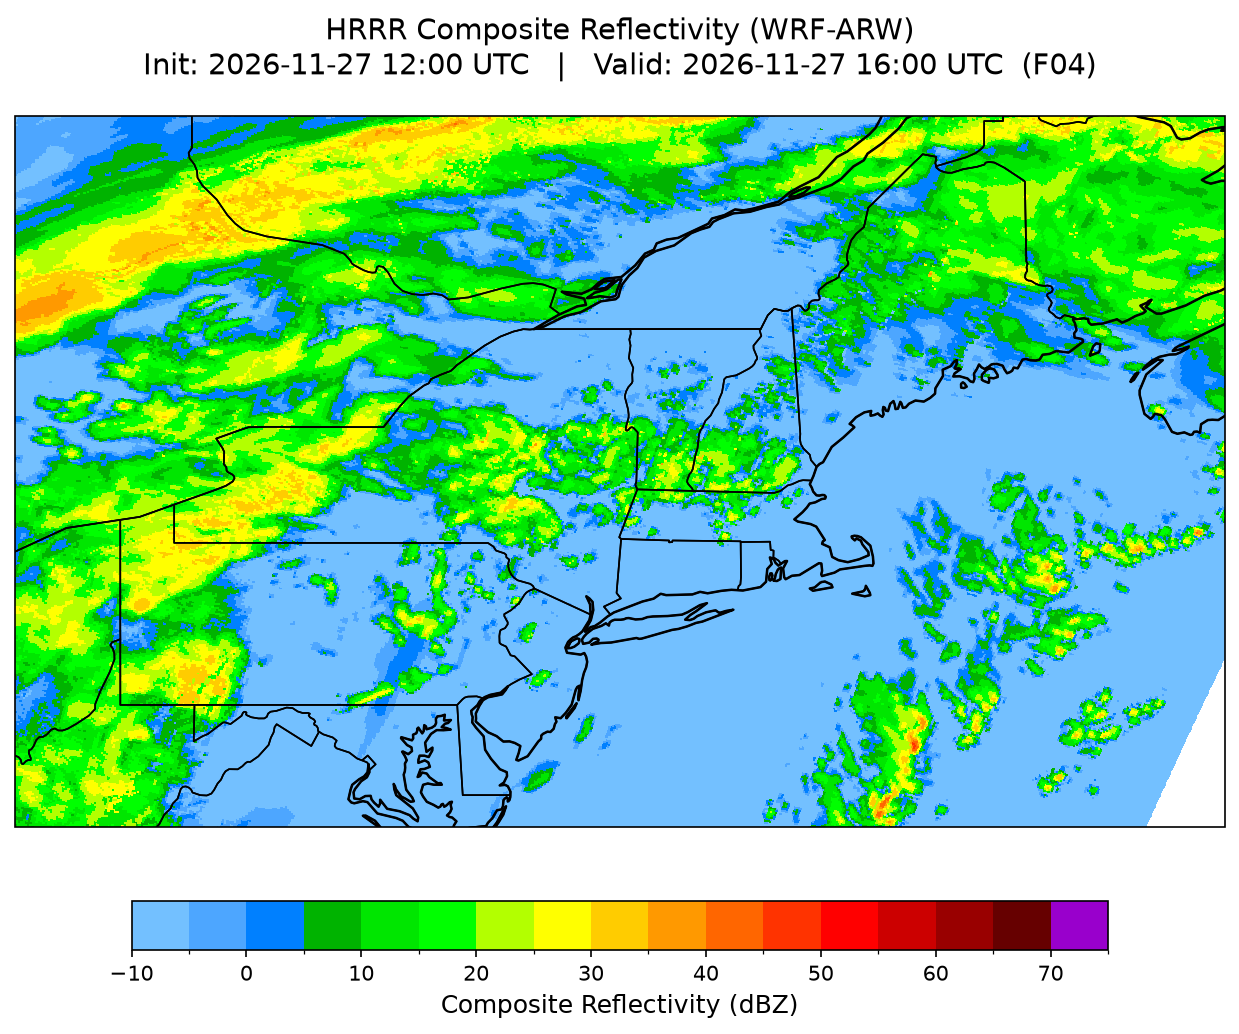 HRRR Composite Reflectivity (WRF-ARW)
Init: 2026-11-27 12:00 UTC   |   Valid: 2026-11-27 16:00 UTC  (F04)
−10 0 10 20 30 40 50 60 70
Composite Reflectivity (dBZ)